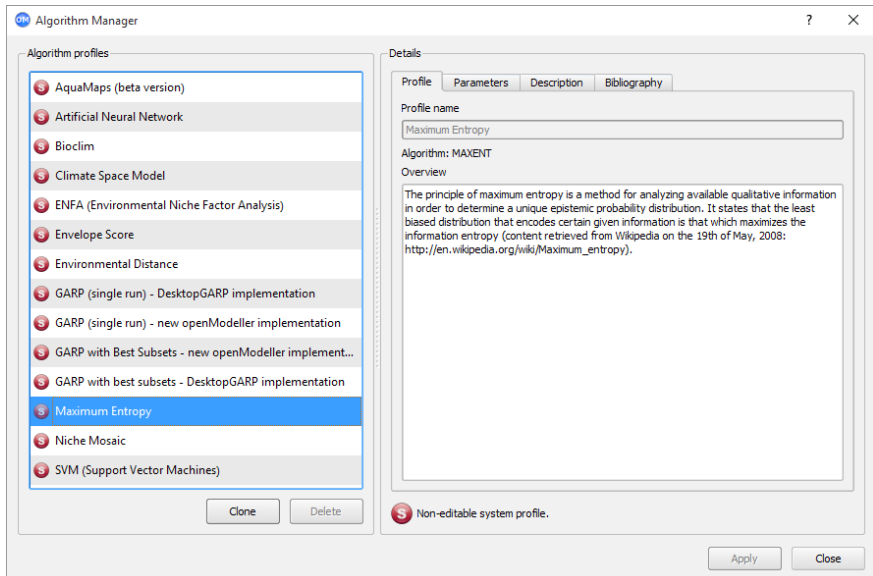 OM Algorithm Manager ? ×
Algorithm profiles
S AquaMaps (beta version)
S Artificial Neural Network
S Bioclim
S Climate Space Model
S ENFA (Environmental Niche Factor Analysis)
S Envelope Score
S Environmental Distance
S GARP (single run) - DesktopGARP implementation
S GARP (single run) - new openModeller implementation
S GARP with Best Subsets - new openModeller implement...
S GARP with best subsets - DesktopGARP implementation
S Maximum Entropy
S Niche Mosaic
S SVM (Support Vector Machines)
Clone Delete
Details
Profile Parameters Description Bibliography
Profile name
Maximum Entropy
Algorithm: MAXENT
Overview
The principle of maximum entropy is a method for analyzing available qualitative information
in order to determine a unique epistemic probability distribution. It states that the least
biased distribution that encodes certain given information is that which maximizes the
information entropy (content retrieved from Wikipedia on the 19th of May, 2008:
http://en.wikipedia.org/wiki/Maximum_entropy).
S Non-editable system profile.
Apply Close